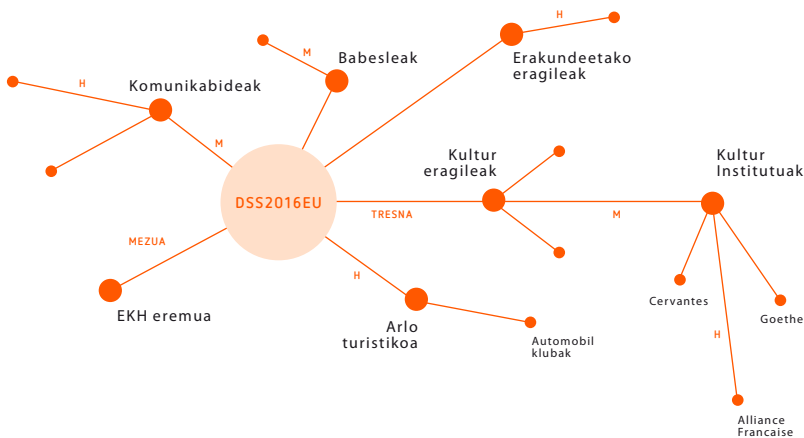 H
M
Babesleak
Erakundeetako
eragileak
H
Komunikabideak
M
Kultur
eragileak
Kultur
Institutuak
DSS2016EU
TRESNA
M
MEZUA
H
EKH eremua
Arlo
turistikoa
Automobil
klubak
Cervantes
Goethe
H
Alliance
Francaise